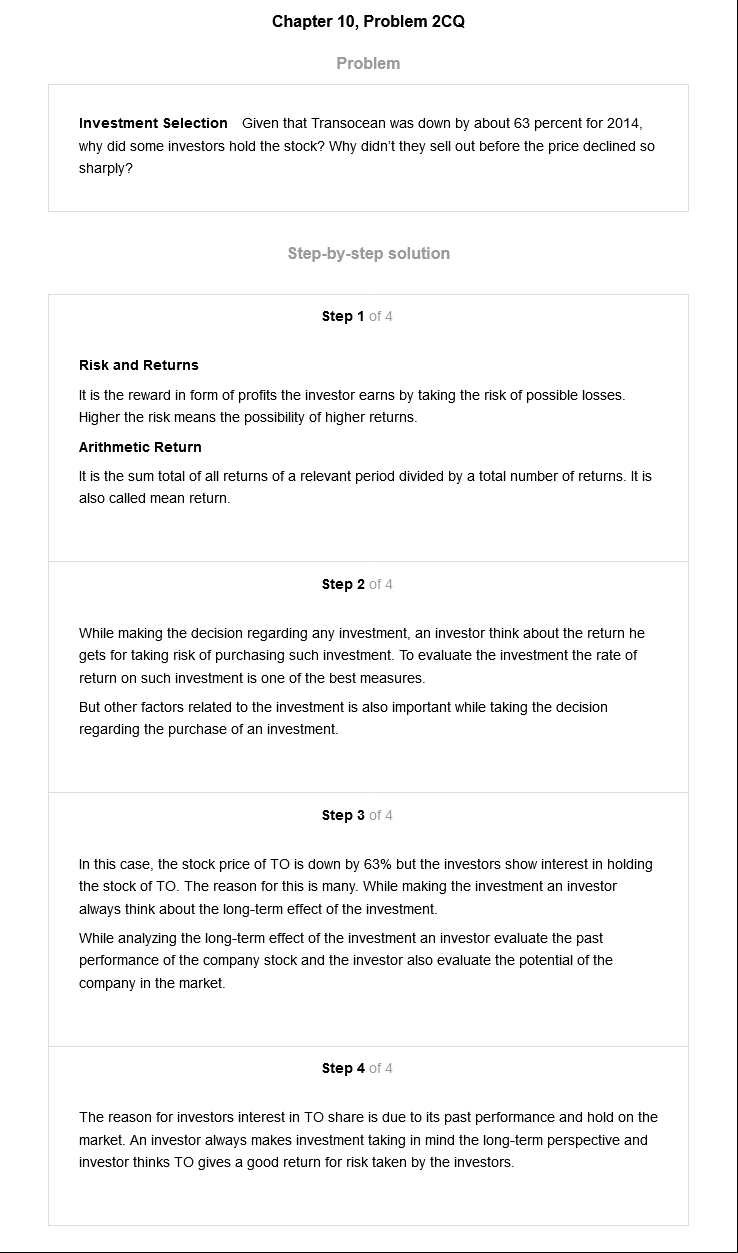 Chapter 10, Problem 2CQ
Problem
Investment Selection Given that Transocean was down by about 63 percent for 2014,
why did some investors hold the stock? Why didn't they sell out before the price declined so
sharply?
Step-by-step solution
Step 1 of 4
Risk and Returns
It is the reward in form of profits the investor earns by taking the risk of possible losses.
Higher the risk means the possibility of higher returns.
Arithmetic Return
It is the sum total of all returns of a relevant period divided by a total number of returns. It is
also called mean return.
Step 2 of 4
While making the decision regarding any investment, an investor think about the return he
gets for taking risk of purchasing such investment. To evaluate the investment the rate of
return on such investment is one of the best measures.
But other factors related to the investment is also important while taking the decision
regarding the purchase of an investment.
Step 3 of 4
In this case, the stock price of TO is down by 63% but the investors show interest in holding
the stock of TO. The reason for this is many. While making the investment an investor
always think about the long-term effect of the investment.
While analyzing the long-term effect of the investment an investor evaluate the past
performance of the company stock and the investor also evaluate the potential of the
company in the market.
Step 4 of 4
The reason for investors interest in TO share is due to its past performance and hold on the
market. An investor always makes investment taking in mind the long-term perspective and
investor thinks TO gives a good return for risk taken by the investors.